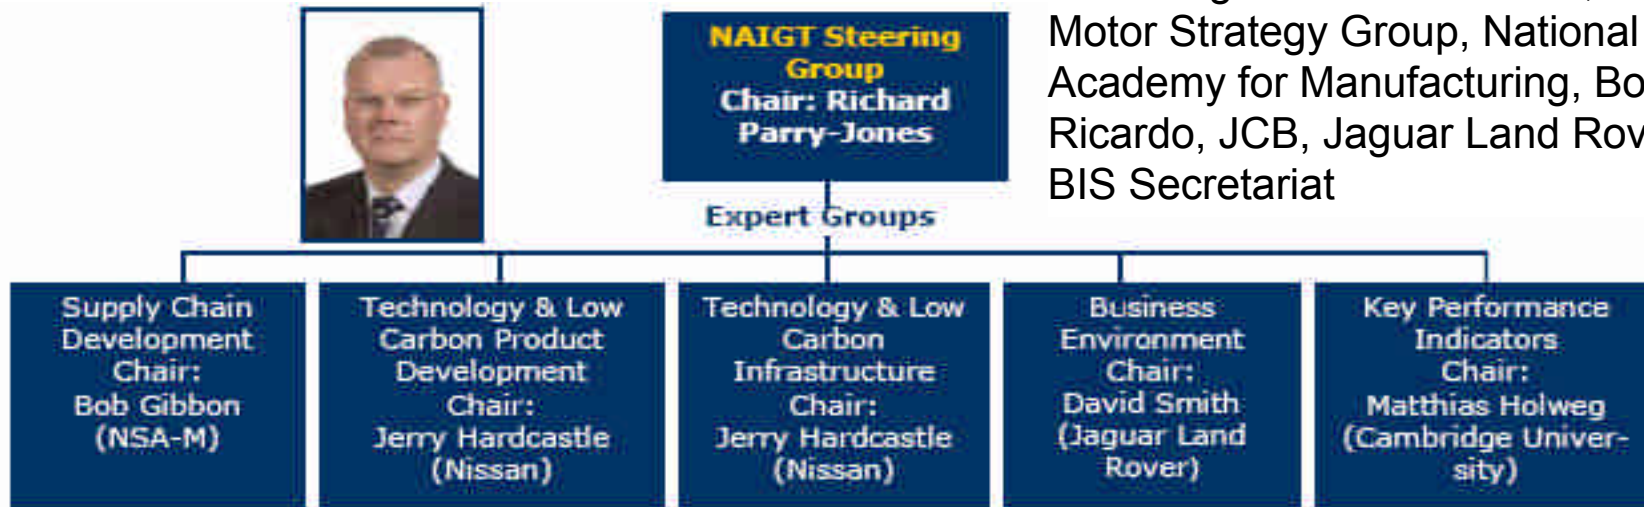 NAIGT Steering
Group
Chair: Richard
Parry-Jones
Motor Strategy Group, National
Academy for Manufacturing,
Ricardo, JCB, Jaguar Land
BIS Secretariat
Expert Groups
Supply Chain
Development
Chair:
Bob Gibbon
(NSA-M)
Technology & Low
Carbon Product
Development
Chair:
Jerry Hardcastle
(Nissan)
Technology & Low
Carbon
Infrastructure
Chair:
Jerry Hardcastle
(Nissan)
Business
Environment
Chair:
David Smith
(Jaguar Land
Rover)
Key Performance
Indicators
Chair:
Matthias Holweg
(Cambridge Univer-
sity)